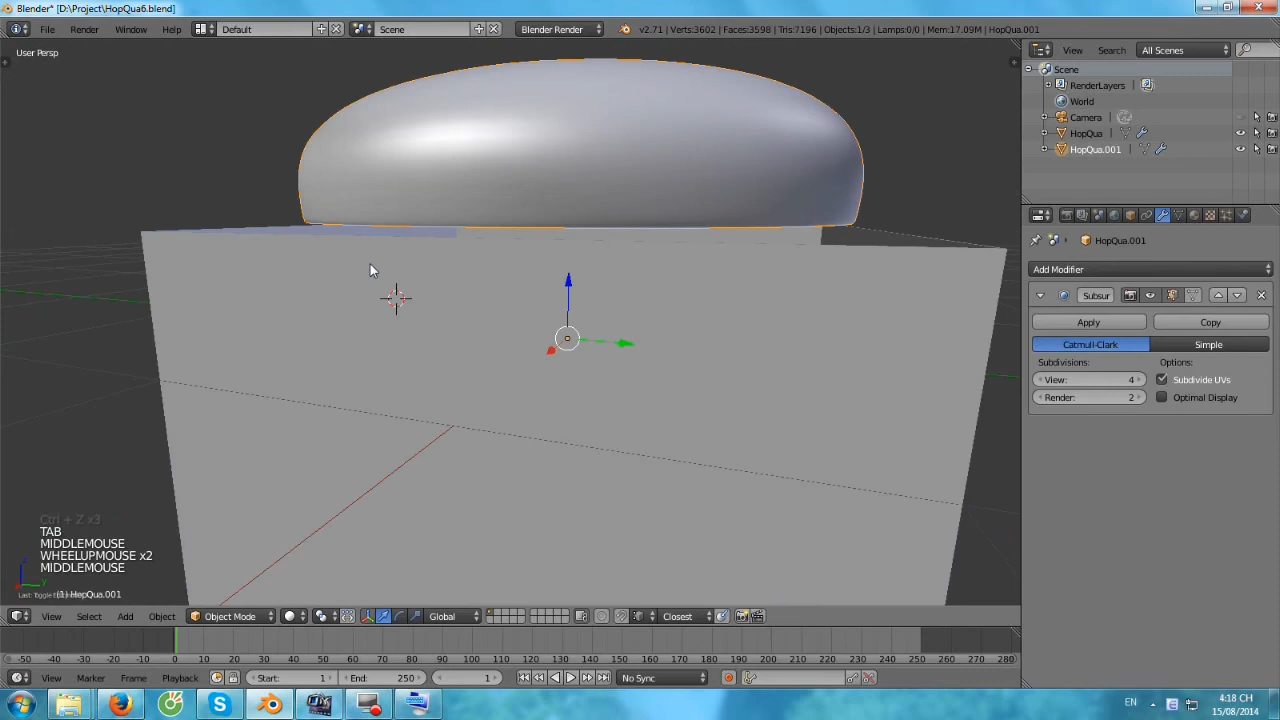 Blender* [D:\Project\HopQua6.blend]
File Render Window Help Default Scene Blender Render v2.71 | Verts:3602 | Faces:3598 | Tris:7196 | Objects:1/3 | Lamps:0/0 | Mem:17.09M | HopQua.001
User Persp
View Search All Scenes
Scene
RenderLayers
World
Camera
HopQua
HopQua.001
HopQua.001
Add Modifier
Subsur
Apply Copy
Catmull-Clark Simple
Subdivisions: Options:
View: 4 Subdivide UVs
Render: 2 Optimal Display
Ctrl + Z x3
TAB
MIDDLEMOUSE
WHEELUPMOUSE x2
MIDDLEMOUSE
(1) HopQua.001
z
y
View Select Add Object Object Mode Global Closest
-50 -40 -30 -20 -10 0 10 20 30 40 50 60 70 80 90 100 110 120 130 140 150 160 170 180 190 200 210 220 230 240 250 260 270 280
View Marker Frame Playback Start: 1 End: 250 1 No Sync
EN
4:18 CH
15/08/2014